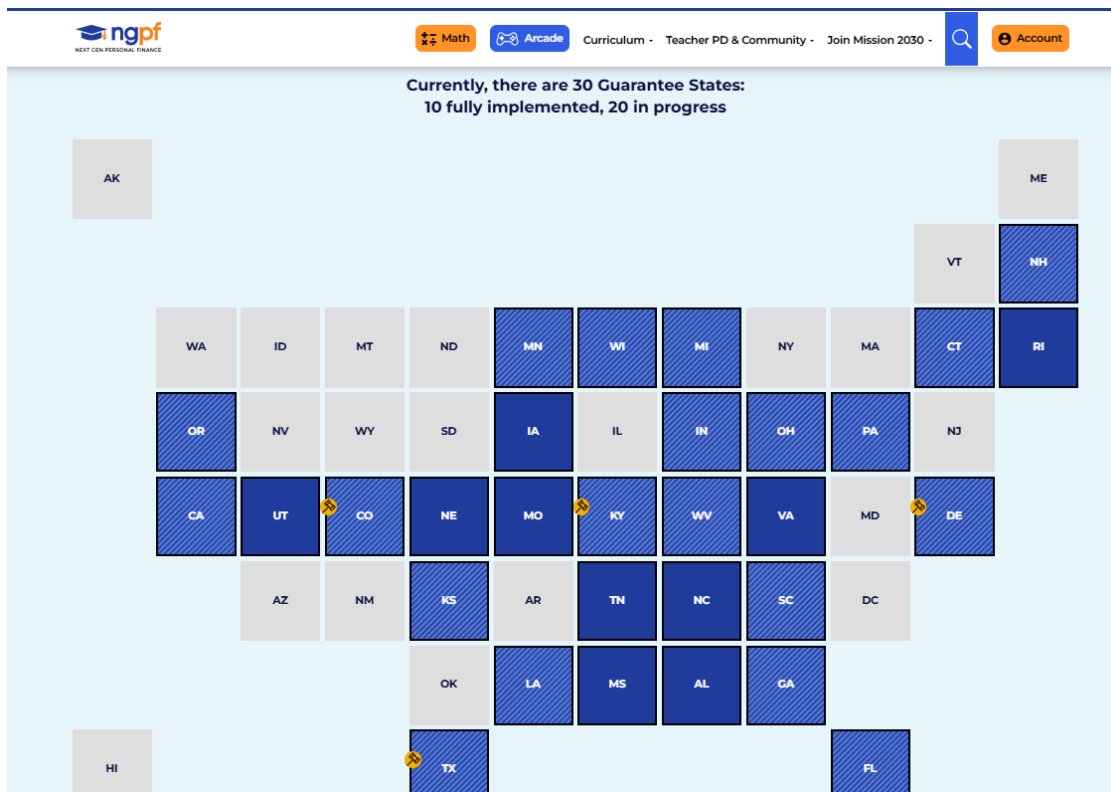 ngpf
NEXT GEN PERSONAL FINANCE
Math
Arcade
Curriculum
Teacher PD & Community
Join Mission 2030
Account
Currently, there are 30 Guarantee States:
10 fully implemented, 20 in progress
AK ME
VT NH
WA ID MT ND MN WI MI NY MA CT RI
OR NV WY SD IA IL IN OH PA NJ
CA UT CO NE MO KY WV VA MD DE
AZ NM KS AR TN NC SC DC
OK LA MS AL GA
HI TX FL